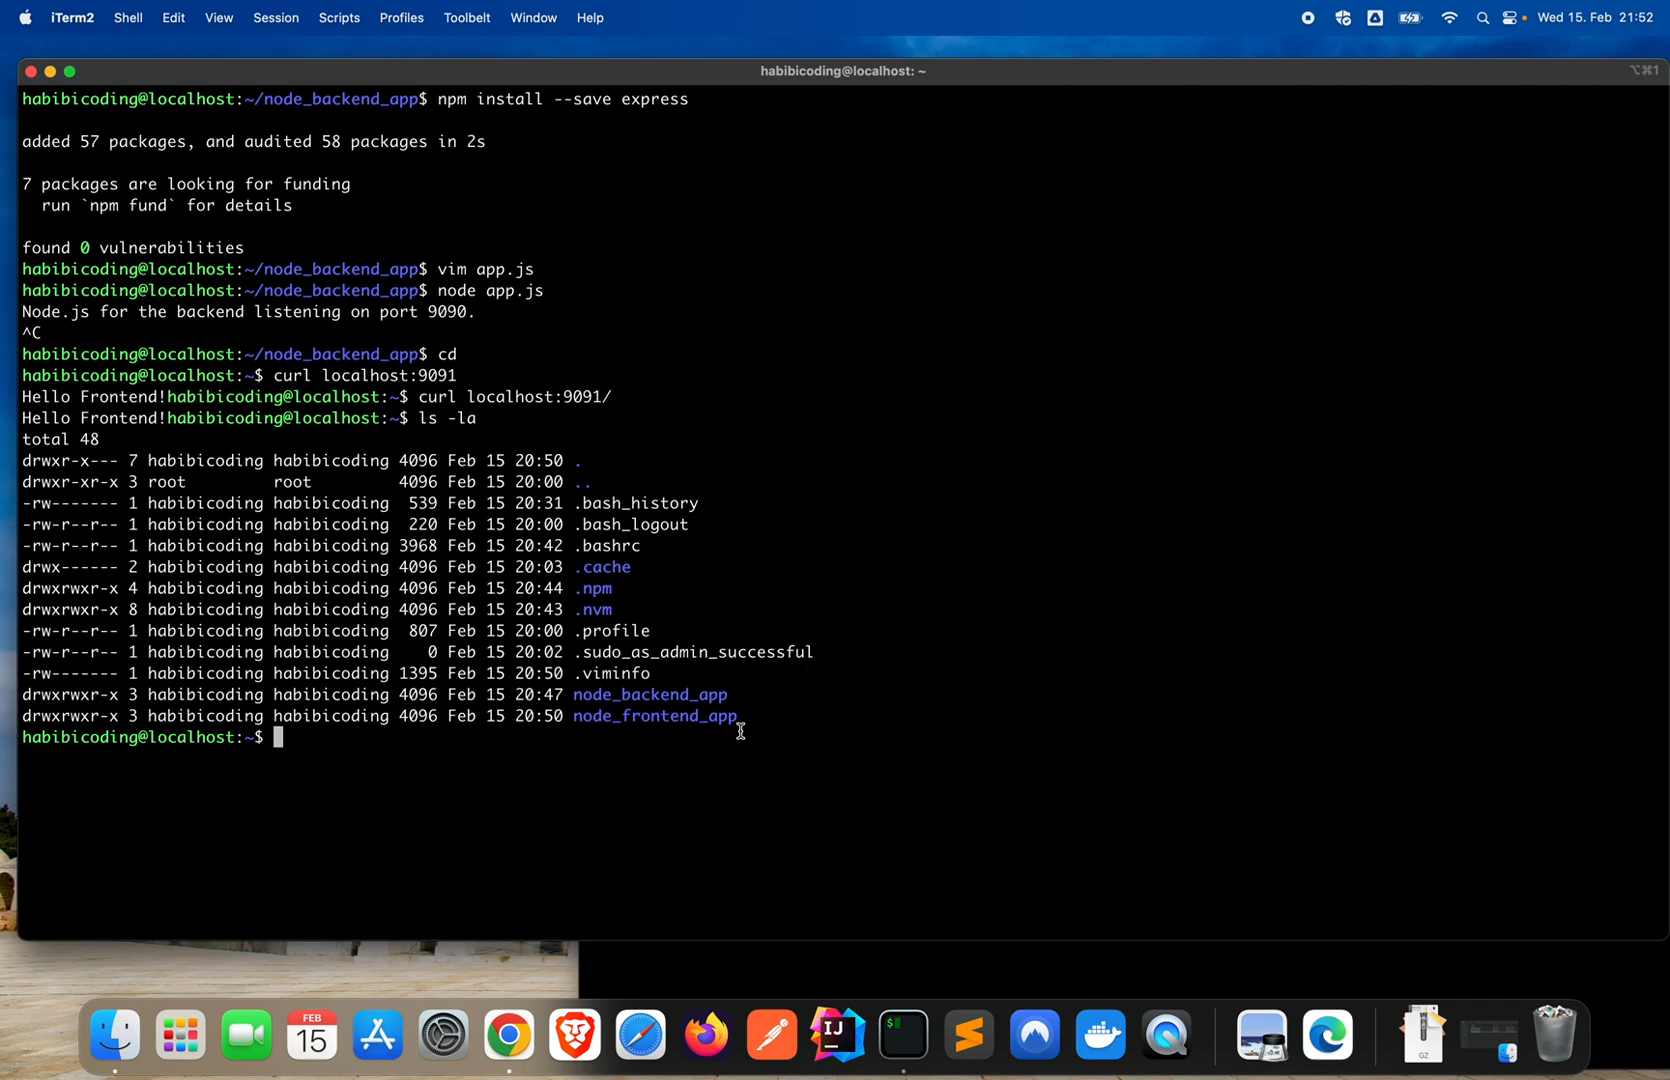 iTerm2 Shell Edit View Session Scripts Profiles Toolbelt Window Help Wed 15. Feb 21:52
habibicoding@localhost: ~ ⌥⌘1
habibicoding@localhost:~/node_backend_app$ npm install --save express
added 57 packages, and audited 58 packages in 2s
7 packages are looking for funding
run `npm fund` for details
found 0 vulnerabilities
habibicoding@localhost:~/node_backend_app$ vim app.js
habibicoding@localhost:~/node_backend_app$ node app.js
Node.js for the backend listening on port 9090.
^C
habibicoding@localhost:~/node_backend_app$ cd
habibicoding@localhost:~$ curl localhost:9091
Hello Frontend!habibicoding@localhost:~$ curl localhost:9091/
Hello Frontend!habibicoding@localhost:~$ ls -la
total 48
drwxr-x--- 7 habibicoding habibicoding 4096 Feb 15 20:50 .
drwxr-xr-x 3 root root 4096 Feb 15 20:00 ..
-rw------- 1 habibicoding habibicoding 539 Feb 15 20:31 .bash_history
-rw-r--r-- 1 habibicoding habibicoding 220 Feb 15 20:00 .bash_logout
-rw-r--r-- 1 habibicoding habibicoding 3968 Feb 15 20:42 .bashrc
drwx------ 2 habibicoding habibicoding 4096 Feb 15 20:03 .cache
drwxrwxr-x 4 habibicoding habibicoding 4096 Feb 15 20:44 .npm
drwxrwxr-x 8 habibicoding habibicoding 4096 Feb 15 20:43 .nvm
-rw-r--r-- 1 habibicoding habibicoding 807 Feb 15 20:00 .profile
-rw-r--r-- 1 habibicoding habibicoding 0 Feb 15 20:02 .sudo_as_admin_successful
-rw------- 1 habibicoding habibicoding 1395 Feb 15 20:50 .viminfo
drwxrwxr-x 3 habibicoding habibicoding 4096 Feb 15 20:47 node_backend_app
drwxrwxr-x 3 habibicoding habibicoding 4096 Feb 15 20:50 node_frontend_app
habibicoding@localhost:~$
FEB
15
IJ
$
GZ